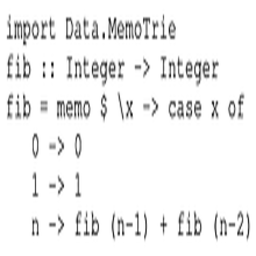 import Data.MemoTrie
fib :: Integer -> Integer
fib = memo $ \x -> case x of
    0 -> 0
    1 -> 1
    n -> fib (n-1) + fib (n-2)